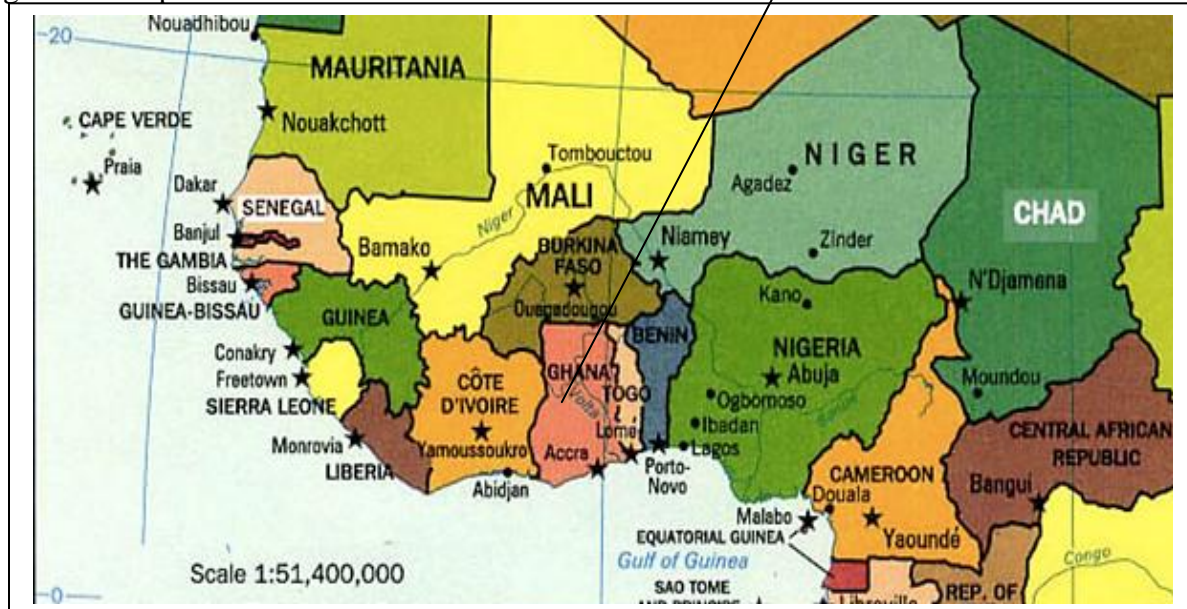 Nouadhibou
20
MAURITANIA
CAPE VERDE
Nouakchott
NIGER
Tombouctou
Praia
Agadez
Dakar
MALI
SENEGAL
CHAD
Niger
Banjul
Bamako
BURKINA
FASO
Niamey
Zinder
THE GAMBIA
Bissau
N'Djamena
GUINEA-BISSAU
Ouagadougou
Kano
GUINEA
BENIN
NIGERIA
Conakry
GHANA
Abuja
Freetown
CÔTE
D'IVOIRE
TOGO
Moundou
SIERRA LEONE
Volta
Ogbomoso
Benue
Ibadan
Lomé
CENTRAL AFRICAN
REPUBLIC
Monrovia
Yamoussoukro
Accra
Lagos
LIBERIA
Porto-
Novo
CAMEROON
Abidjan
Bangui
Douala
Malabo
EQUATORIAL GUINEA
Yaoundé
Gulf of Guinea
Congo
Scale 1:51,400,000
SAO TOME
REP. OF
0
AND PRINCIPE
Libreville